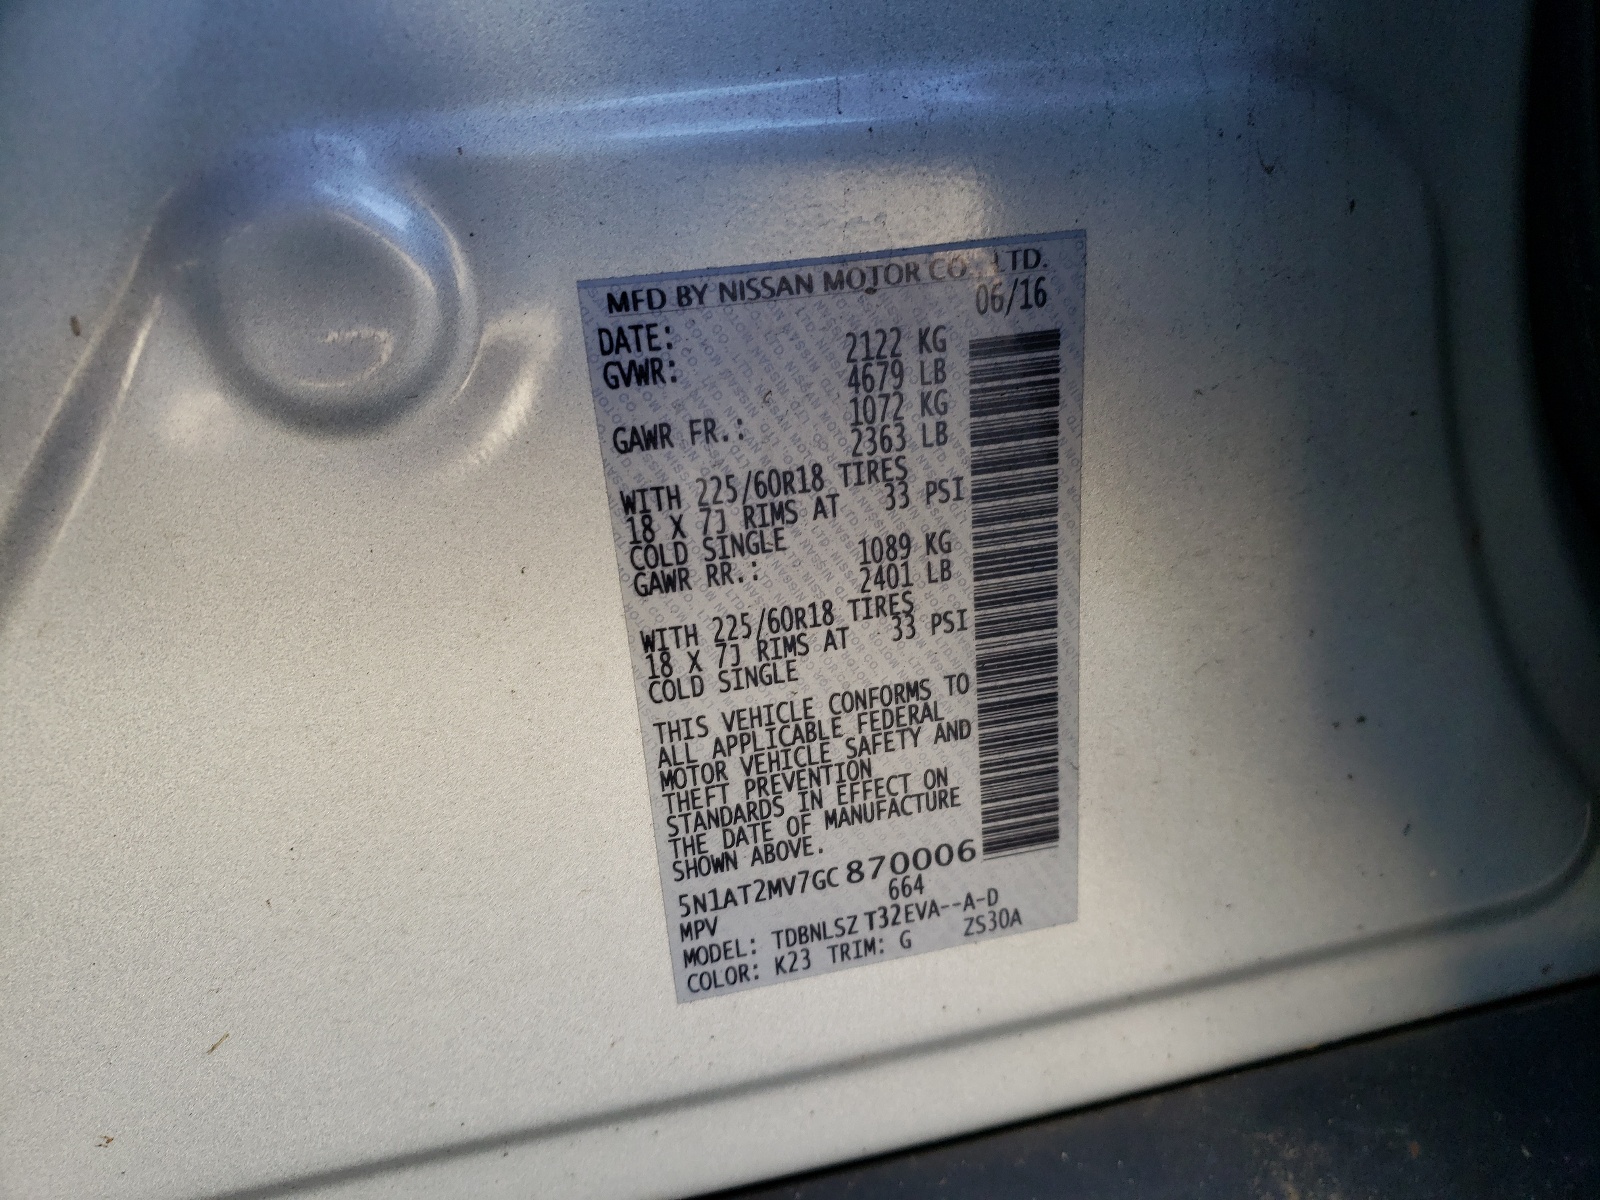 MFD BY NISSAN MOTOR CO., LTD.
DATE: 06/16
GVWR: 2122 KG
4679 LB
GAWR FR.: 1072 KG
2363 LB
WITH 225/60R18 TIRES
18 X 7J RIMS AT 33 PSI
COLD SINGLE
GAWR RR.: 1089 KG
2401 LB
WITH 225/60R18 TIRES
18 X 7J RIMS AT 33 PSI
COLD SINGLE
THIS VEHICLE CONFORMS TO
ALL APPLICABLE FEDERAL
MOTOR VEHICLE SAFETY AND
THEFT PREVENTION
STANDARDS IN EFFECT ON
THE DATE OF MANUFACTURE
SHOWN ABOVE.
5N1AT2MV7GC870006
MPV 664
MODEL: TDBNLSZ T32EVA--A-D
COLOR: K23 TRIM: G ZS30A